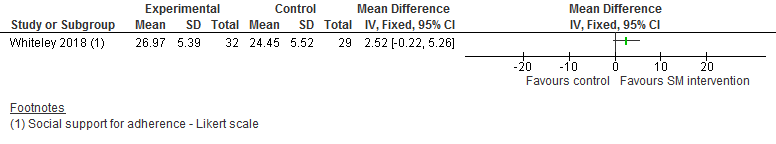 Experimental Control Mean Difference Mean Difference
Study or Subgroup Mean SD Total Mean SD Total IV, Fixed, 95% CI IV, Fixed, 95% CI
Whiteley 2018 (1) 26.97 5.39 32 24.45 5.52 29 2.52 [-0.22, 5.26]
-20 -10 0 10 20
Favours control Favours SM intervention
Footnotes
(1) Social support for adherence - Likert scale